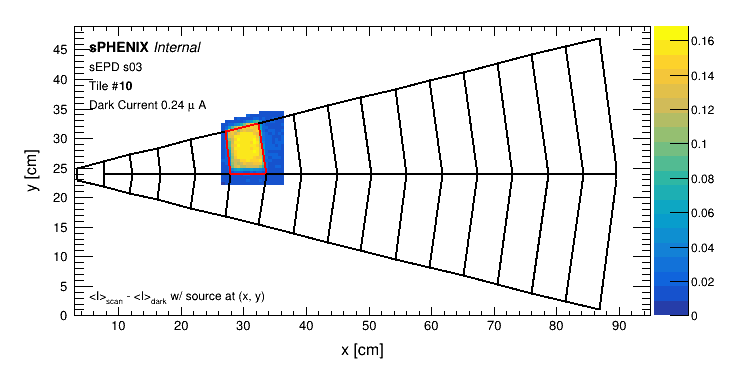 sPHENIX Internal
sEPD s03
Tile #10
Dark Current 0.24 μ A
<I>scan - <I>dark w/ source at (x, y)
y [cm]
45
40
35
30
25
20
15
10
5
0
10 20 30 40 50 60 70 80 90
x [cm]
0.16
0.14
0.12
0.1
0.08
0.06
0.04
0.02
0